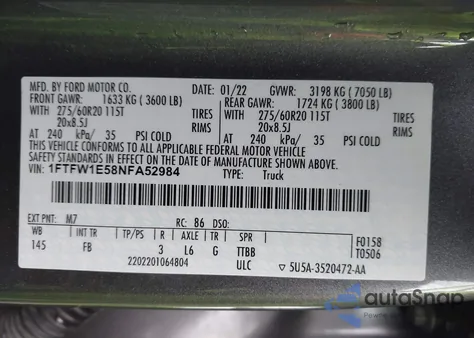 MFD. BY FORD MOTOR CO. DATE: 01/22 GVWR: 3198 KG (7050 LB)
FRONT GAWR: 1633 KG (3600 LB) REAR GAWR: 1724 KG (3800 LB)
WITH 275/60R20 115T TIRES WITH 275/60R20 115T TIRES
20x8.5J RIMS 20x8.5J RIMS
AT 240 kPa/ 35 PSI COLD AT 240 kPa/ 35 PSI COLD
THIS VEHICLE CONFORMS TO ALL APPLICABLE FEDERAL MOTOR VEHICLE
SAFETY STANDARDS IN EFFECT ON THE DATE OF MANUFACTURE SHOWN ABOVE.
VIN: 1FTFW1E58NFA52984 TYPE: Truck
EXT PNT: M7 RC: 86 DSO:
WB INT TR TP/PS R AXLE TR SPR F0158
145 FB 3 L6 G TTBB T0506
2202201064804 ULC 5U5A-3520472-AA
autoSnap